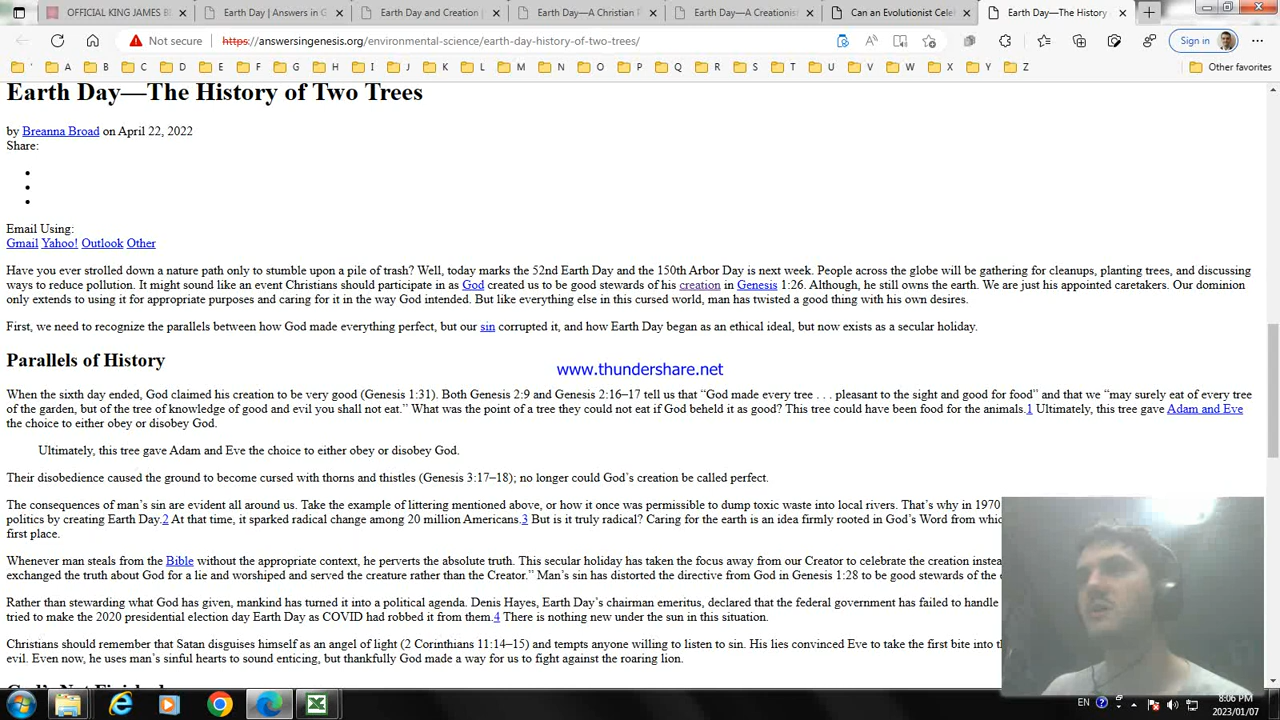 OFFICIAL KING JAMES BI
Earth Day | Answers in G
Earth Day and Creation |
Earth Day—A Christian P
Earth Day—A Creationist
Can an Evolutionist Cele
Earth Day—The History
Not secure
https://answersingenesis.org/environmental-science/earth-day-history-of-two-trees/
Sign in
' A B C D E F G H I J K L M N O P Q R S T U V W X Y Z Other favorites
Earth Day—The History of Two Trees
by Breanna Broad on April 22, 2022
Share:
Email Using:
Gmail Yahoo! Outlook Other
Have you ever strolled down a nature path only to stumble upon a pile of trash? Well, today marks the 52nd Earth Day and the 150th Arbor Day is next week. People across the globe will be gathering for cleanups, planting trees, and discussing
ways to reduce pollution. It might sound like an event Christians should participate in as God created us to be good stewards of his creation in Genesis 1:26. Although, he still owns the earth. We are just his appointed caretakers. Our dominion
only extends to using it for appropriate purposes and caring for it in the way God intended. But like everything else in this cursed world, man has twisted a good thing with his own desires.
First, we need to recognize the parallels between how God made everything perfect, but our sin corrupted it, and how Earth Day began as an ethical ideal, but now exists as a secular holiday.
Parallels of History
www.thundershare.net
When the sixth day ended, God claimed his creation to be very good (Genesis 1:31). Both Genesis 2:9 and Genesis 2:16–17 tell us that “God made every tree . . . pleasant to the sight and good for food” and that we “may surely eat of every tree
of the garden, but of the tree of knowledge of good and evil you shall not eat.” What was the point of a tree they could not eat if God beheld it as good? This tree could have been food for the animals.1 Ultimately, this tree gave Adam and Eve
the choice to either obey or disobey God.
Ultimately, this tree gave Adam and Eve the choice to either obey or disobey God.
Their disobedience caused the ground to become cursed with thorns and thistles (Genesis 3:17–18); no longer could God’s creation be called perfect.
The consequences of man’s sin are evident all around us. Take the example of littering mentioned above, or how it once was permissible to dump toxic waste into local rivers. That’s why in 1970
politics by creating Earth Day.2 At that time, it sparked radical change among 20 million Americans.3 But is it truly radical? Caring for the earth is an idea firmly rooted in God’s Word from whic
first place.
Whenever man steals from the Bible without the appropriate context, he perverts the absolute truth. This secular holiday has taken the focus away from our Creator to celebrate the creation instea
exchanged the truth about God for a lie and worshiped and served the creature rather than the Creator.” Man’s sin has distorted the directive from God in Genesis 1:28 to be good stewards of the
Rather than stewarding what God has given, mankind has turned it into a political agenda. Denis Hayes, Earth Day’s chairman emeritus, declared that the federal government has failed to handle
tried to make the 2020 presidential election day Earth Day as COVID had robbed it from them.4 There is nothing new under the sun in this situation.
Christians should remember that Satan disguises himself as an angel of light (2 Corinthians 11:14–15) and tempts anyone willing to listen to sin. His lies convinced Eve to take the first bite into th
evil. Even now, he uses man’s sinful hearts to sound enticing, but thankfully God made a way for us to fight against the roaring lion.
EN
8:06 PM
2023/01/07